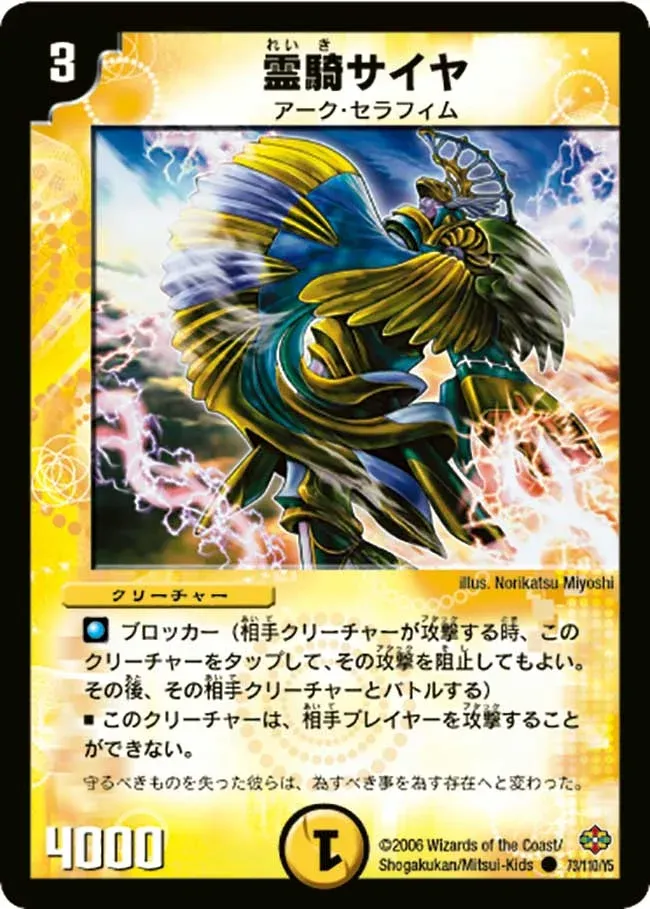 3
れいき
霊騎サイヤ
アーク・セラフィム
illus. Norikatsu Miyoshi
クリーチャー
ブロッカー（相手クリーチャーが攻撃する時、この
クリーチャーをタップして、その攻撃を阻止してもよい。
その後、その相手クリーチャーとバトルする）
■ このクリーチャーは、相手プレイヤーを攻撃すること
ができない。
守るべきものを失った彼らは、為すべき事を為す存在へと変わった。
4000
1
©2006 Wizards of the Coast/
Shogakukan/Mitsui-Kids ● 73/110/Y5